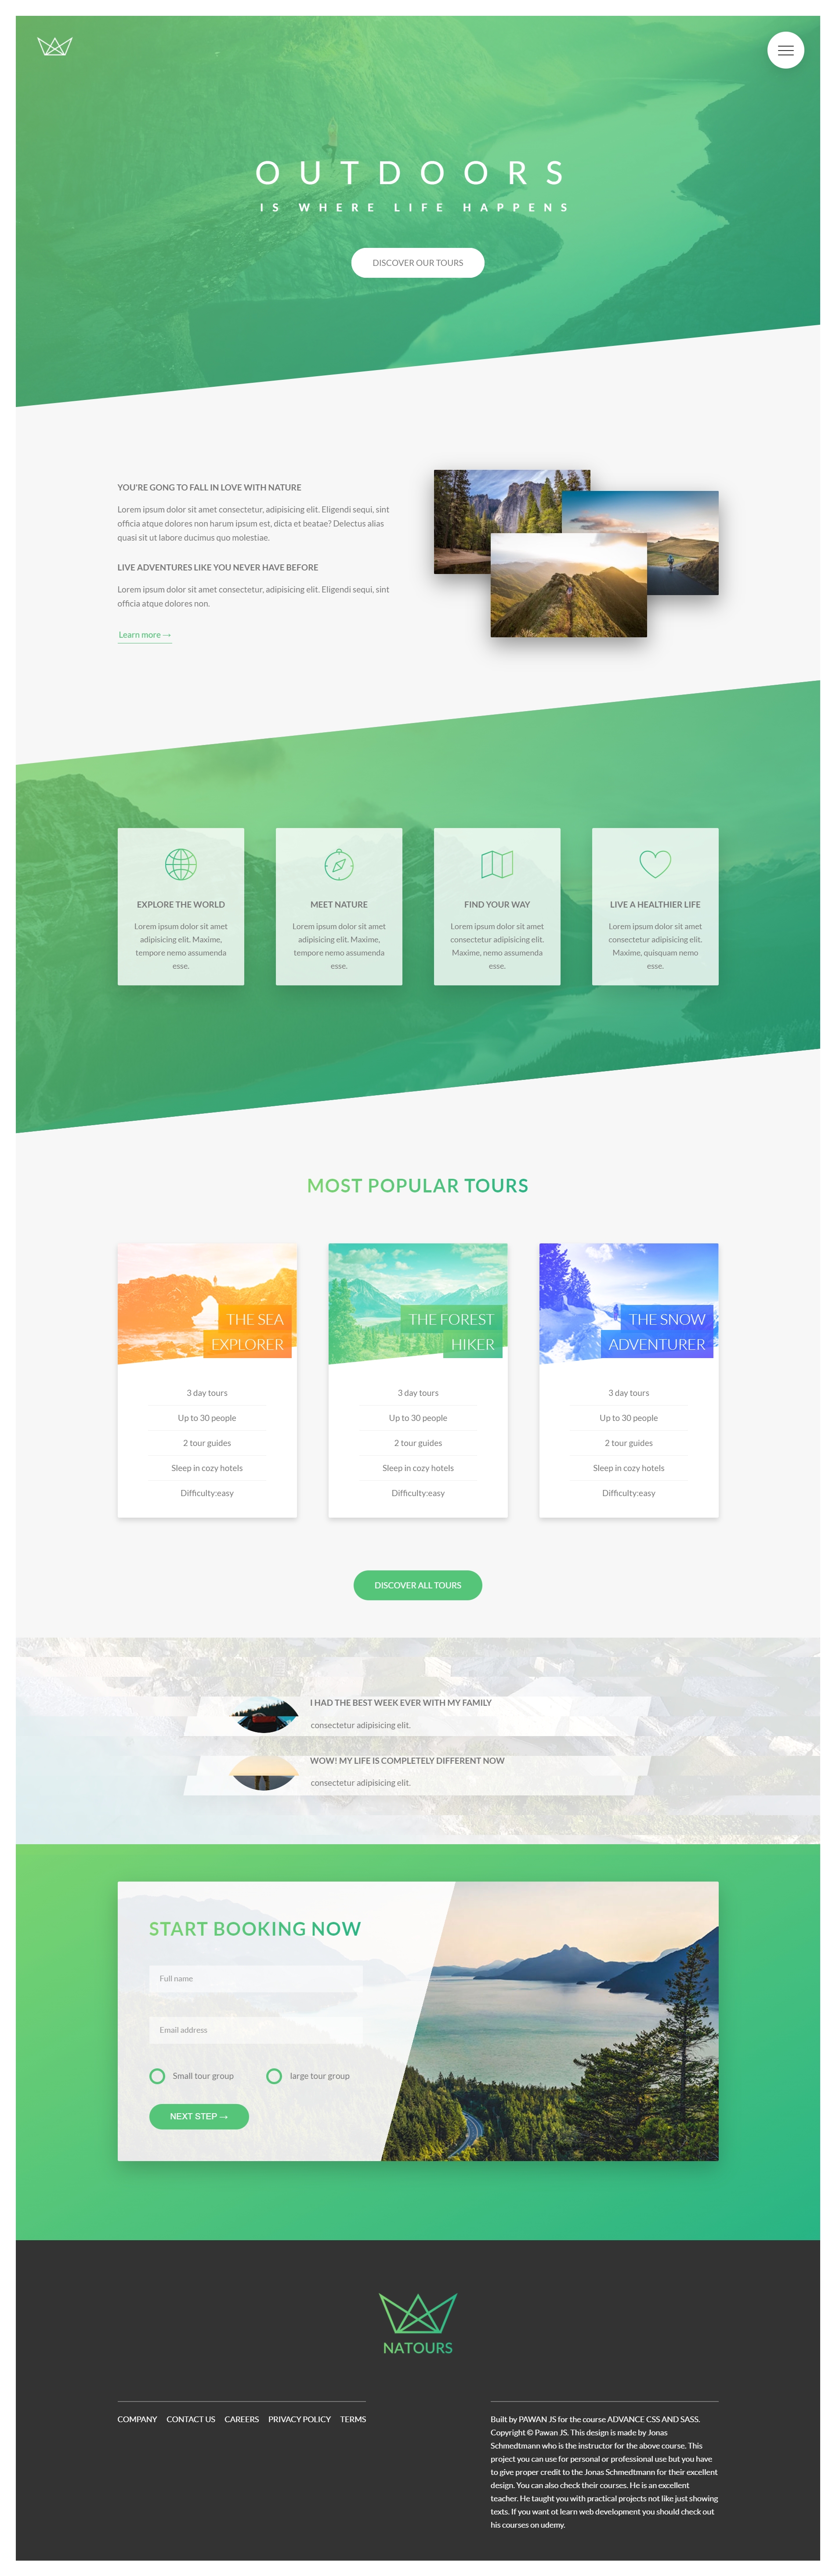 OUTDOORS
IS WHERE LIFE HAPPENS
DISCOVER OUR TOURS
YOU'RE GONG TO FALL IN LOVE WITH NATURE
Lorem ipsum dolor sit amet consectetur, adipisicing elit. Eligendi sequi, sint
officia atque dolores non harum ipsum est, dicta et beatae? Delectus alias
quasi sit ut labore ducimus quo molestiae.
LIVE ADVENTURES LIKE YOU NEVER HAVE BEFORE
Lorem ipsum dolor sit amet consectetur, adipisicing elit. Eligendi sequi, sint
officia atque dolores non.
Learn more →
EXPLORE THE WORLD
Lorem ipsum dolor sit amet
adipisicing elit. Maxime,
tempore nemo assumenda
esse.
MEET NATURE
Lorem ipsum dolor sit amet
adipisicing elit. Maxime,
tempore nemo assumenda
esse.
FIND YOUR WAY
Lorem ipsum dolor sit amet
consectetur adipisicing elit.
Maxime, nemo assumenda
esse.
LIVE A HEALTHIER LIFE
Lorem ipsum dolor sit amet
consectetur adipisicing elit.
Maxime, quisquam nemo
esse.
MOST POPULAR TOURS
THE SEA
EXPLORER
3 day tours
Up to 30 people
2 tour guides
Sleep in cozy hotels
Difficulty:easy
THE FOREST
HIKER
3 day tours
Up to 30 people
2 tour guides
Sleep in cozy hotels
Difficulty:easy
THE SNOW
ADVENTURER
3 day tours
Up to 30 people
2 tour guides
Sleep in cozy hotels
Difficulty:easy
DISCOVER ALL TOURS
I HAD THE BEST WEEK EVER WITH MY FAMILY
consectetur adipisicing elit.
WOW! MY LIFE IS COMPLETELY DIFFERENT NOW
consectetur adipisicing elit.
START BOOKING NOW
Full name
Email address
Small tour group
large tour group
NEXT STEP →
NATOURS
COMPANY CONTACT US CAREERS PRIVACY POLICY TERMS
Built by PAWAN JS for the course ADVANCE CSS AND SASS.
Copyright © Pawan JS. This design is made by Jonas
Schmedtmann who is the instructor for the above course. This
project you can use for personal or professional use but you have
to give proper credit to the Jonas Schmedtmann for their excellent
design. You can also check their courses. He is an excellent
teacher. He taught you with practical projects not like just showing
texts. If you want ot learn web development you should check out
his courses on udemy.